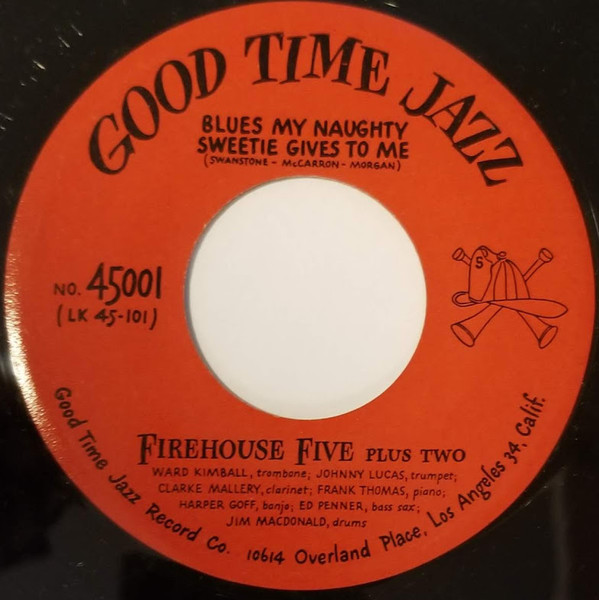 GOOD TIME JAZZ
BLUES MY NAUGHTY
SWEETIE GIVES TO ME
(SWANSTONE - McCARRON - MORGAN)
NO. 45001
(LK 45-101)
S
FIREHOUSE FIVE PLUS TWO
WARD KIMBALL, trombone; JOHNNY LUCAS, trumpet;
CLARKE MALLERY, clarinet; FRANK THOMAS, piano;
HARPER GOFF, banjo; ED PENNER, bass sax;
JIM MACDONALD, drums
Good Time Jazz Record Co. 10614 Overland Place, Los Angeles 34, Calif.